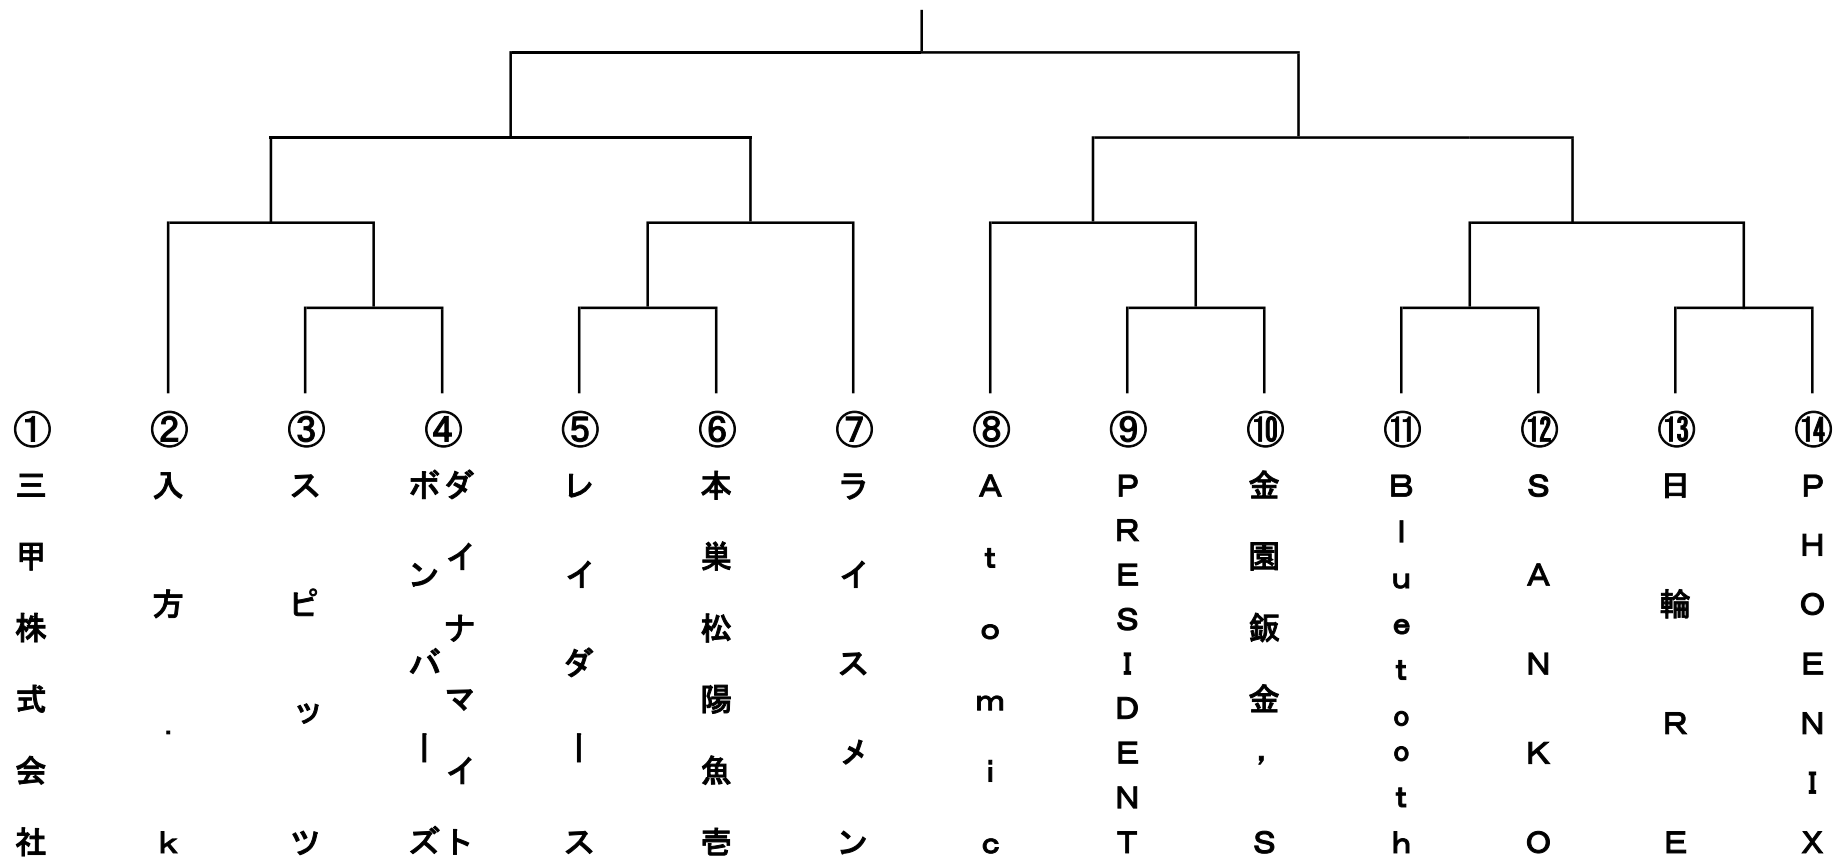 ①
三甲株式会社
②
入方.k
③
スピッツ
④
ダイナマイト
ボンバーズ
⑤
レイダース
⑥
本巣松陽魚壱
⑦
ライスメン
⑧
Atomic
⑨
PRESIDENT
⑩
金園鈑金,S
⑪
Bluetooth
⑫
SANKO
⑬
日輪RE
⑭
PHOENIX